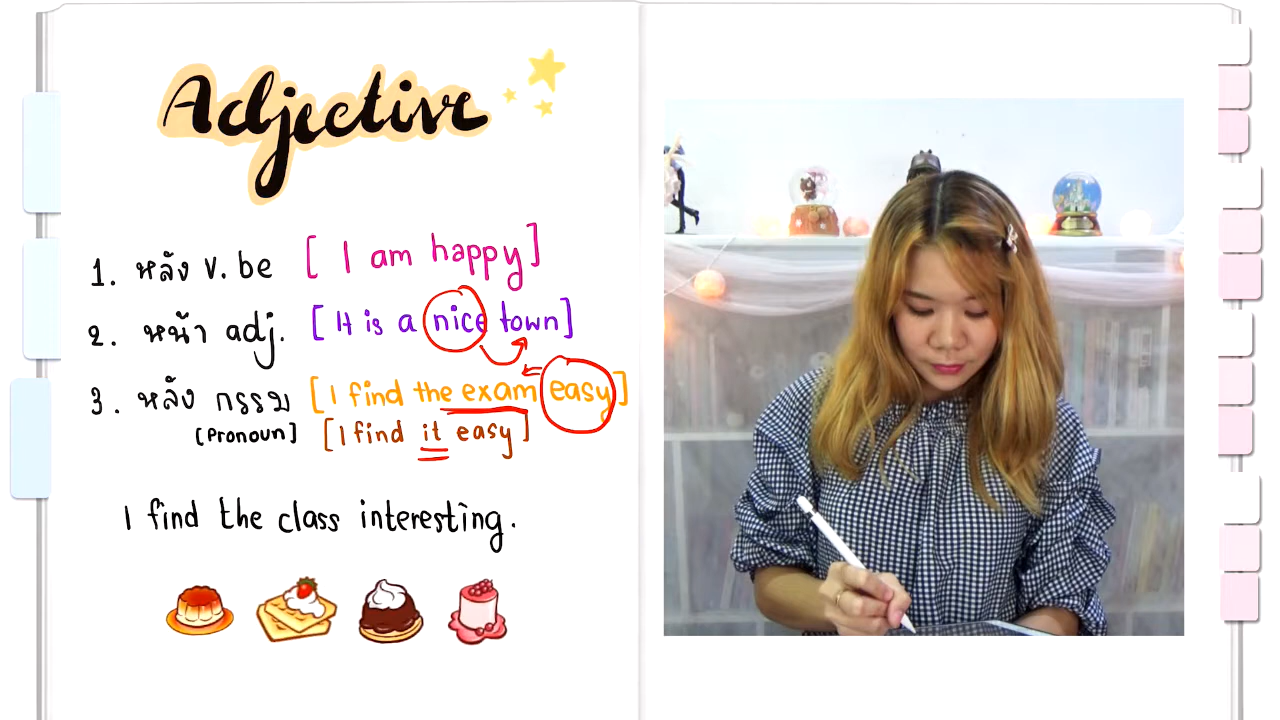 Adjective
1. หลัง v. be [ I am happy]
2. หน้า adj. [ It is a nice town]
3. หลัง กรรม [ I find the exam easy]
[Pronoun] [I find it easy]
I find the class interesting.